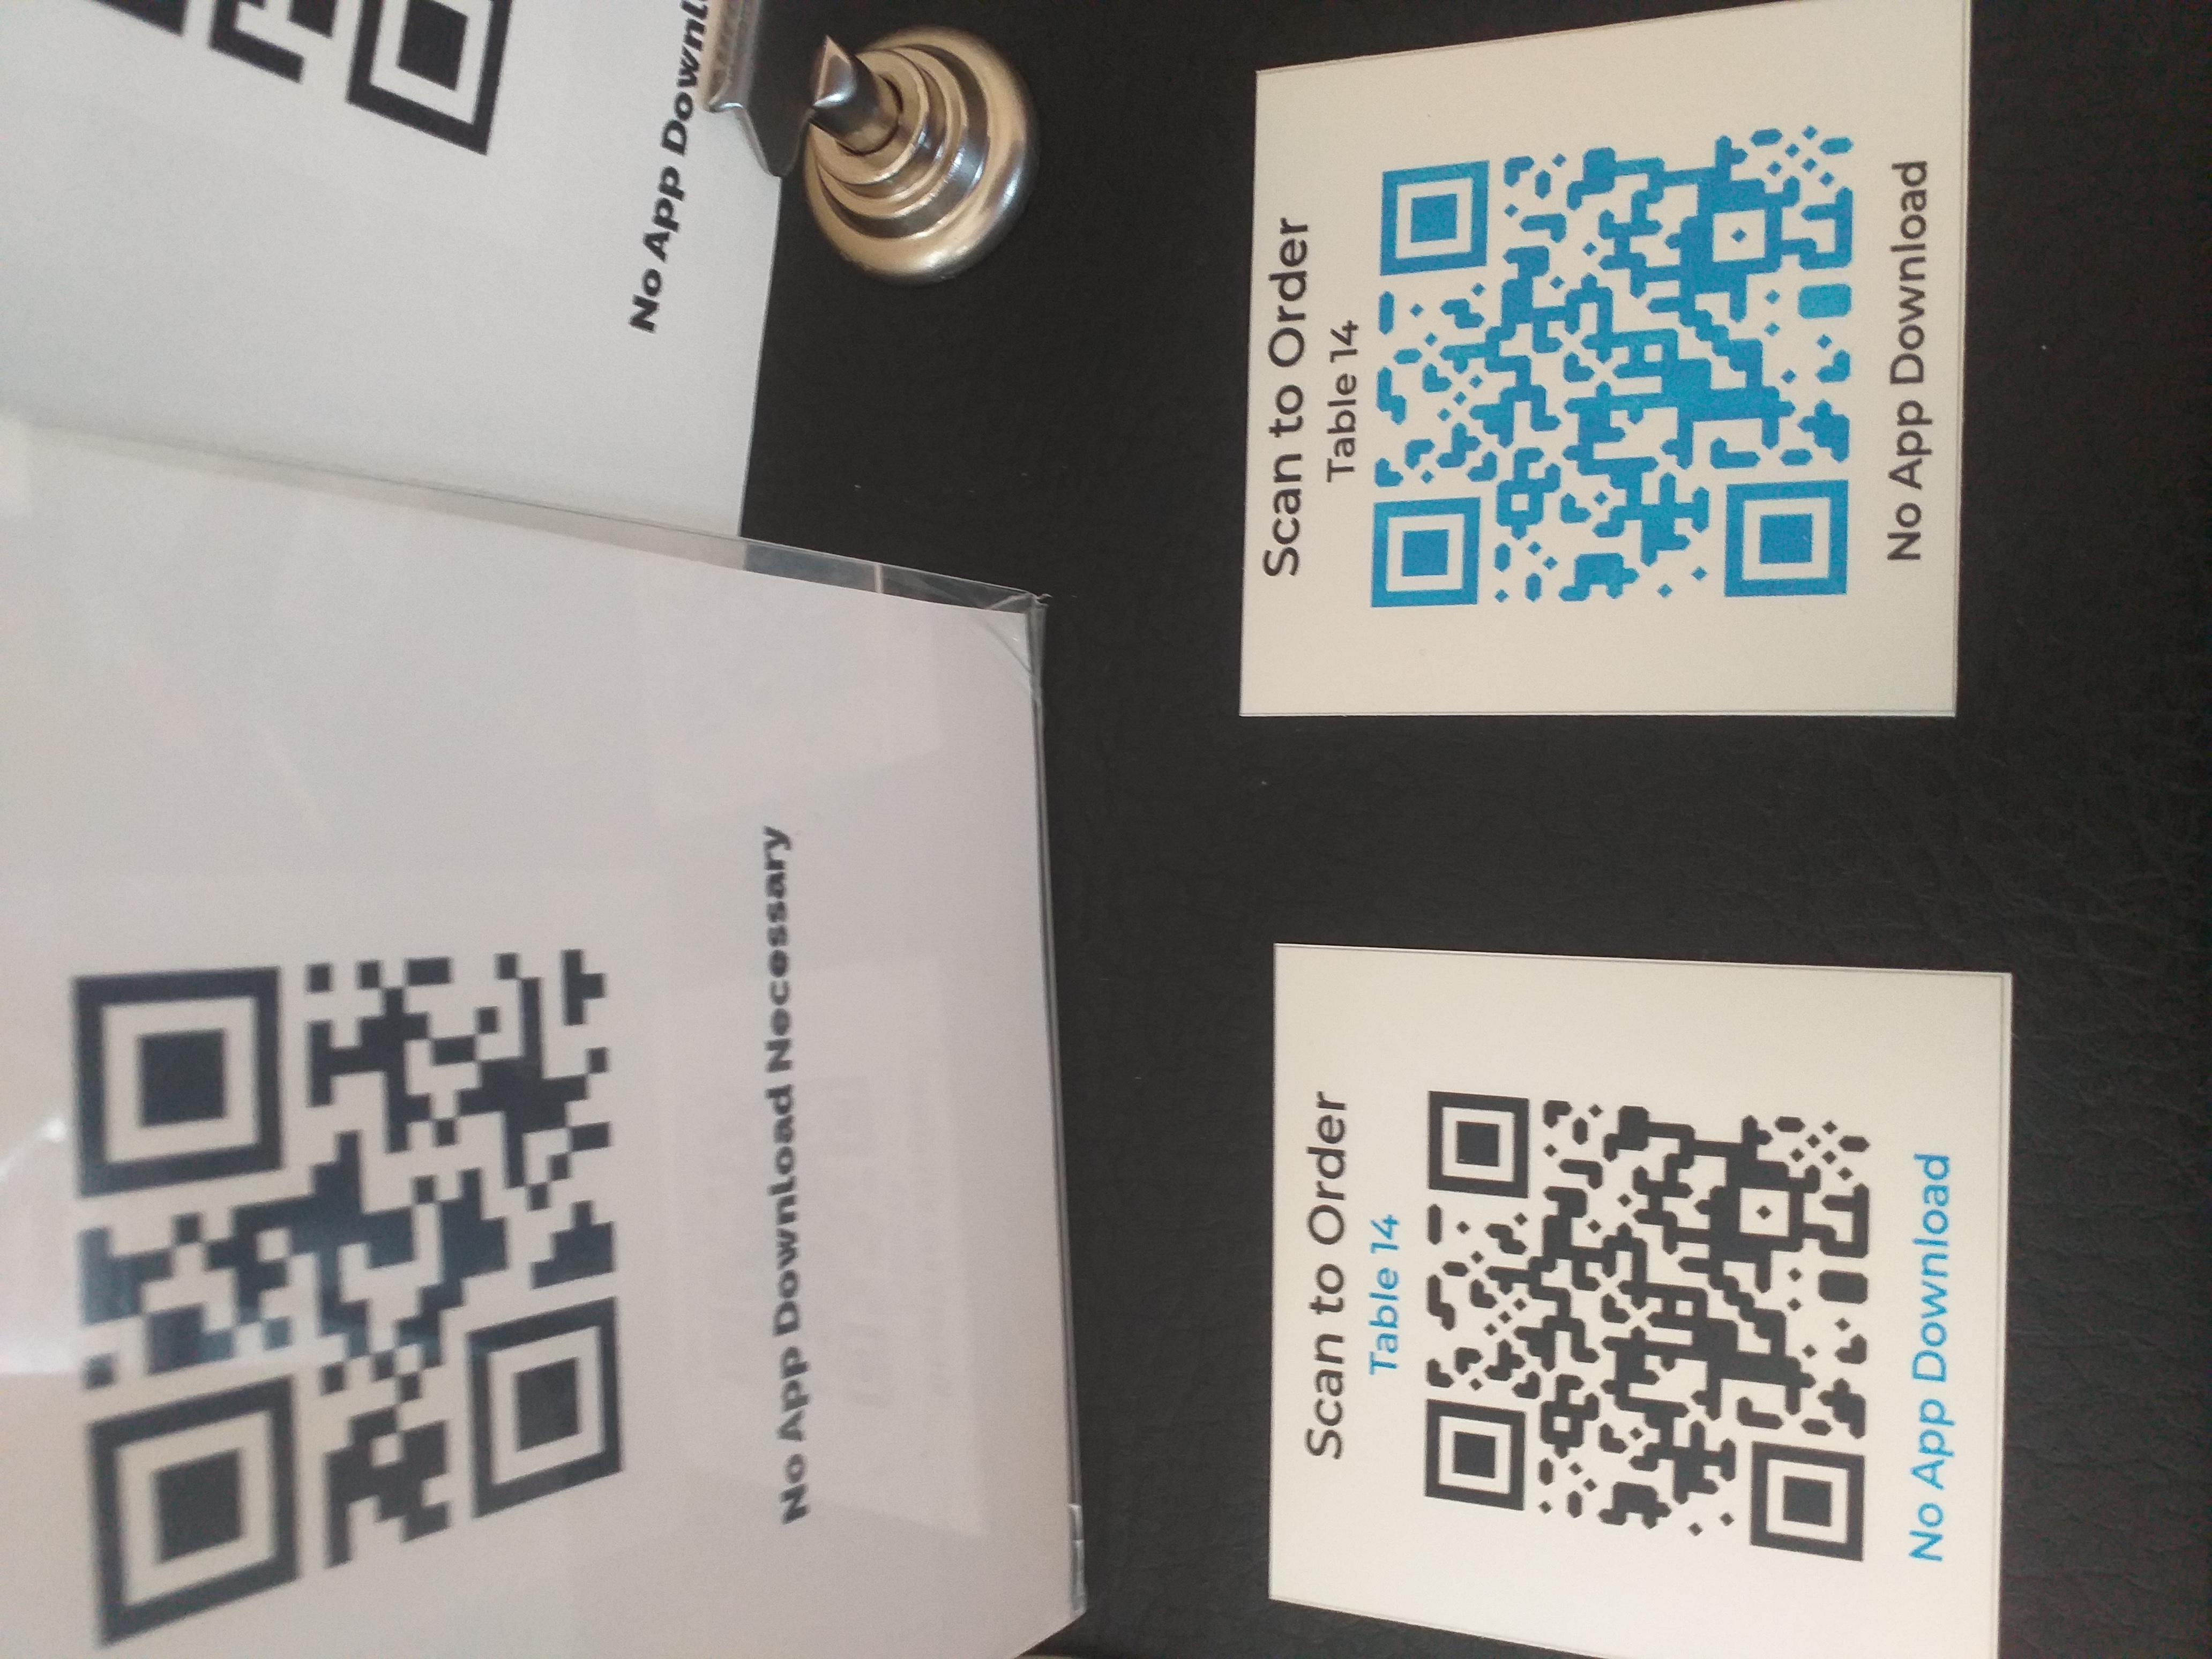 No App Download Necessary
No App Downl
Scan to Order
Table 14
No App Download
Scan to Order
Table 14
No App Download